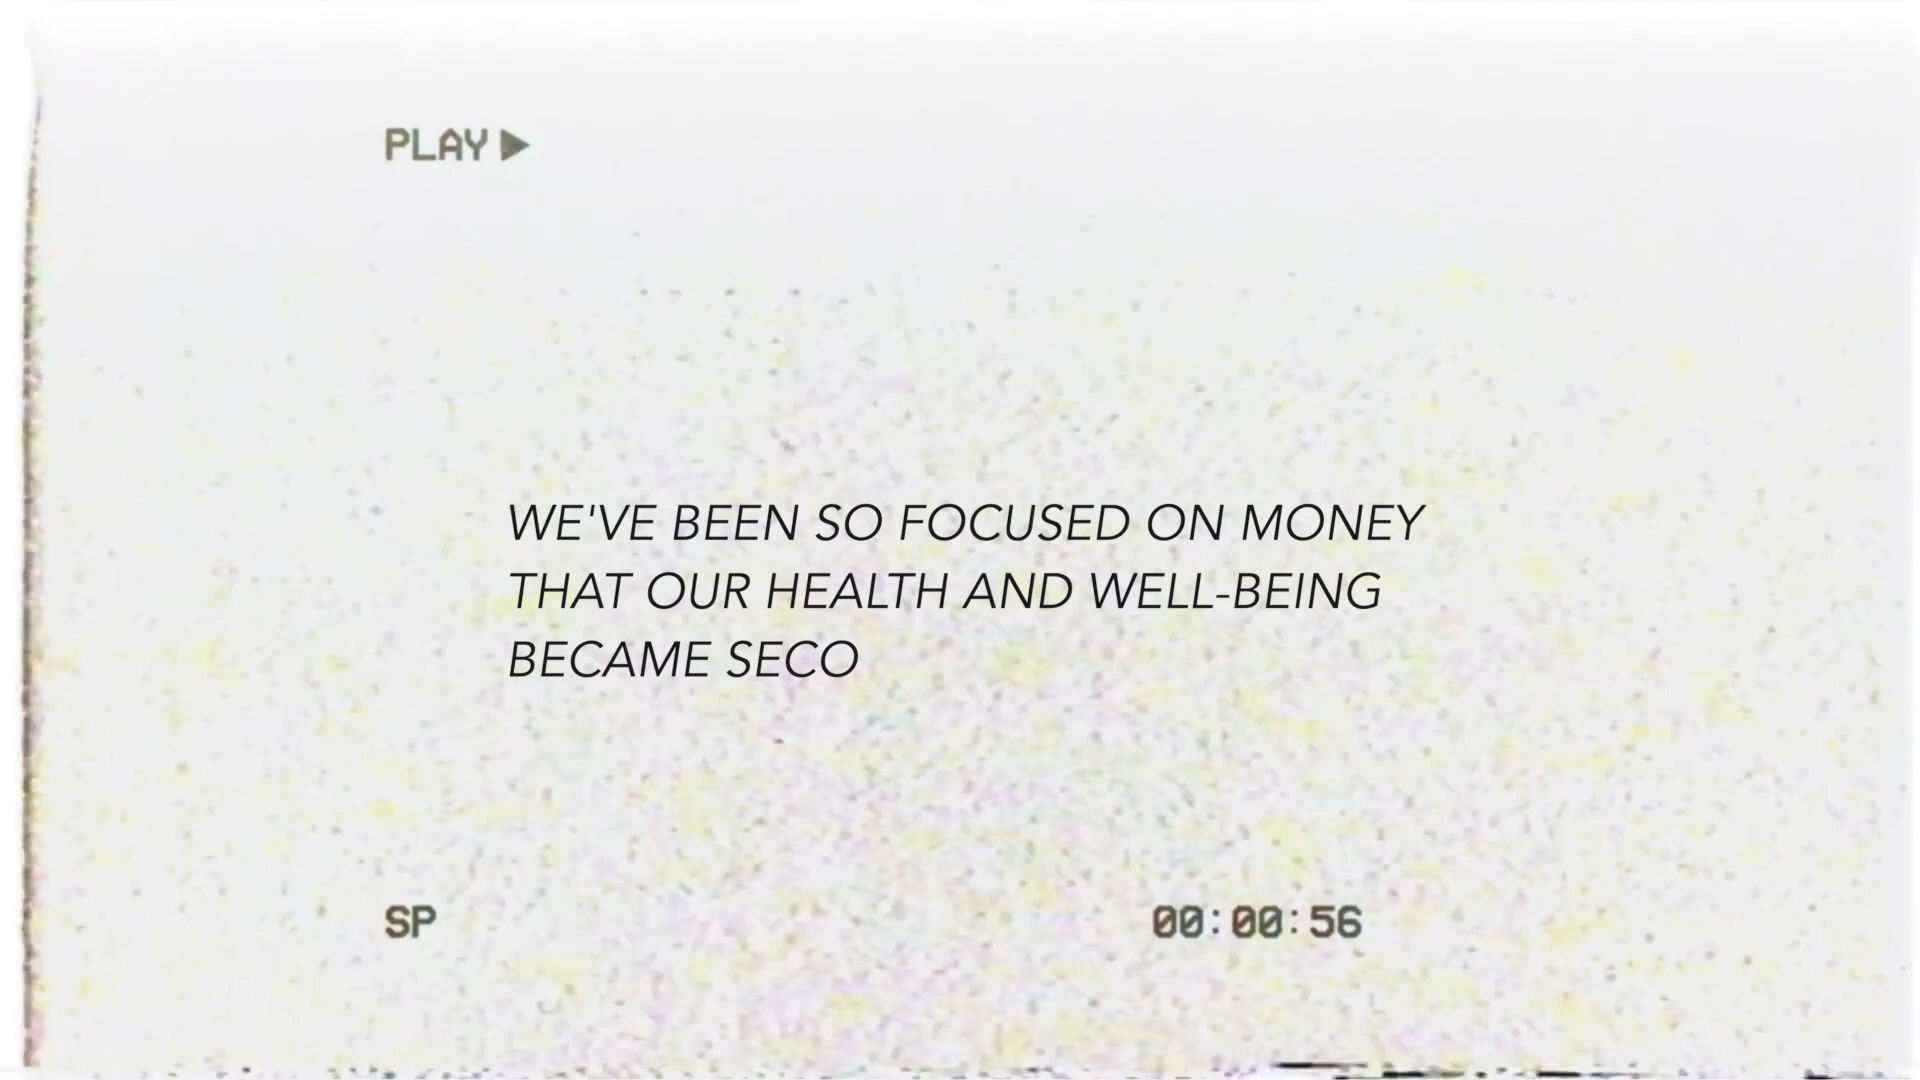 PLAY ▶
WE'VE BEEN SO FOCUSED ON MONEY
THAT OUR HEALTH AND WELL-BEING
BECAME SECO
SP
00:00:56